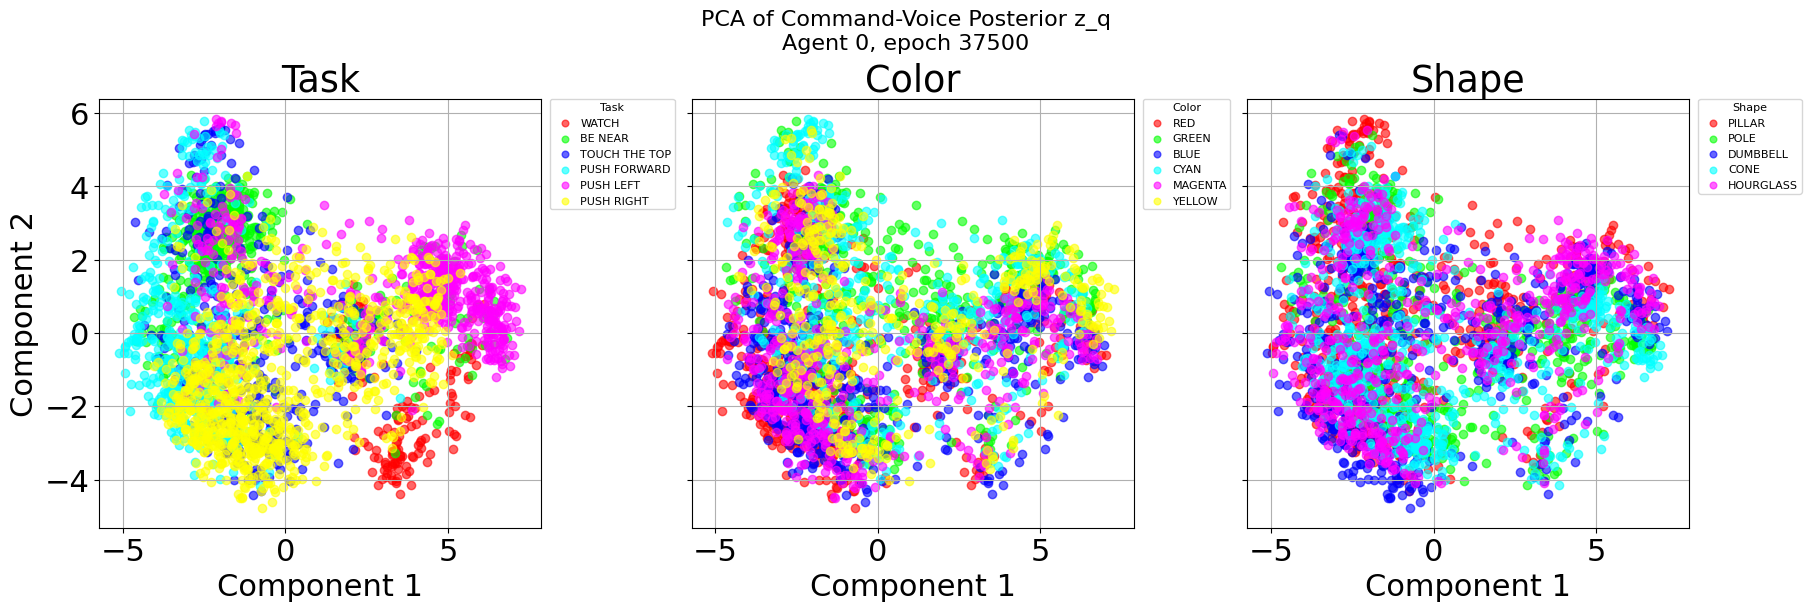 PCA of Command-Voice Posterior z_q
Agent 0, epoch 37500
Task
Component 2
6
4
2
0
−2
−4
−5
0
5
Component 1
Task
WATCH
BE NEAR
TOUCH THE TOP
PUSH FORWARD
PUSH LEFT
PUSH RIGHT
Color
−5
0
5
Component 1
Color
RED
GREEN
BLUE
CYAN
MAGENTA
YELLOW
Shape
−5
0
5
Component 1
Shape
PILLAR
POLE
DUMBBELL
CONE
HOURGLASS